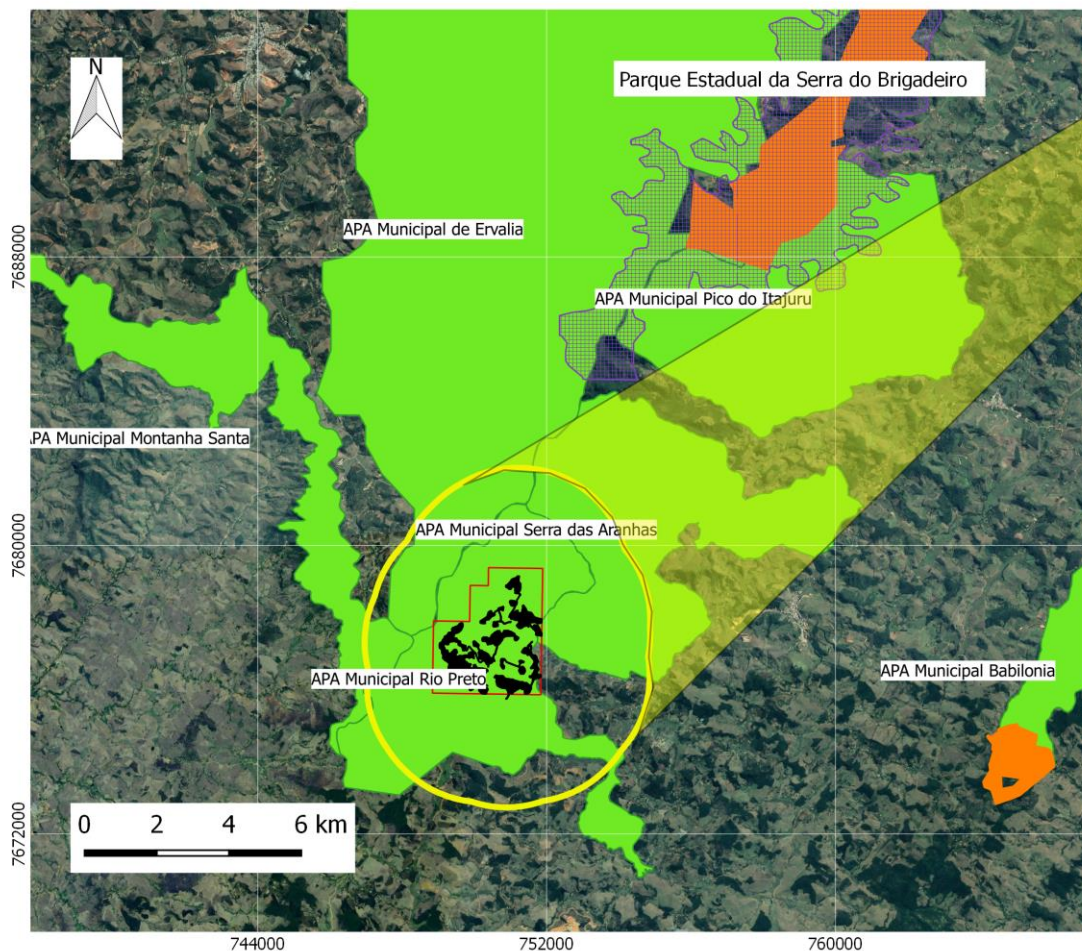 N
Parque Estadual da Serra do Brigadeiro
APA Municipal de Ervalia
APA Municipal Pico do Itajuru
APA Municipal Montanha Santa
APA Municipal Serra das Aranhas
APA Municipal Rio Preto
APA Municipal Babilonia
0 2 4 6 km
7688000
7680000
7672000
744000 752000 760000